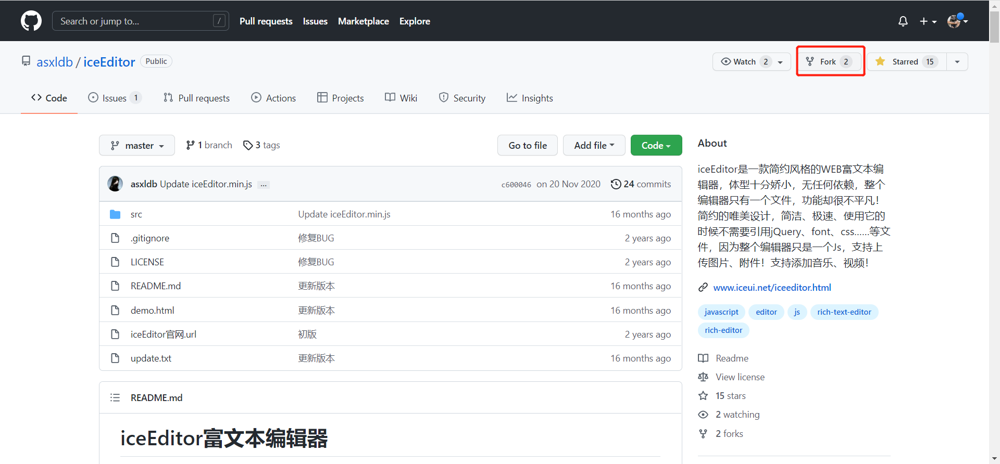 Search or jump to...
/
Pull requests
Issues
Marketplace
Explore
asxldb / iceEditor
Public
Watch 2
Fork 2
Starred 15
Code
Issues 1
Pull requests
Actions
Projects
Wiki
Security
Insights
master
1 branch
3 tags
Go to file
Add file
Code
asxldb Update iceEditor.min.js ...
c600046 on 20 Nov 2020
24 commits
src Update iceEditor.min.js 16 months ago
.gitignore 修复BUG 2 years ago
LICENSE 修复BUG 2 years ago
README.md 更新版本 16 months ago
demo.html 更新版本 16 months ago
iceEditor官网.url 初版 2 years ago
update.txt 更新版本 16 months ago
README.md
iceEditor富文本编辑器
About
iceEditor是一款简约风格的WEB富文本编
辑器，体型十分娇小，无任何依赖，整个
编辑器只有一个文件，功能却很不平凡！
简约的唯美设计，简洁、极速、使用它的
时候不需要引用jQuery、font、css......等文
件，因为整个编辑器只是一个Js，支持上
传图片、附件！支持添加音乐、视频！
www.iceui.net/iceeditor.html
javascript
editor
js
rich-text-editor
rich-editor
Readme
View license
15 stars
2 watching
2 forks